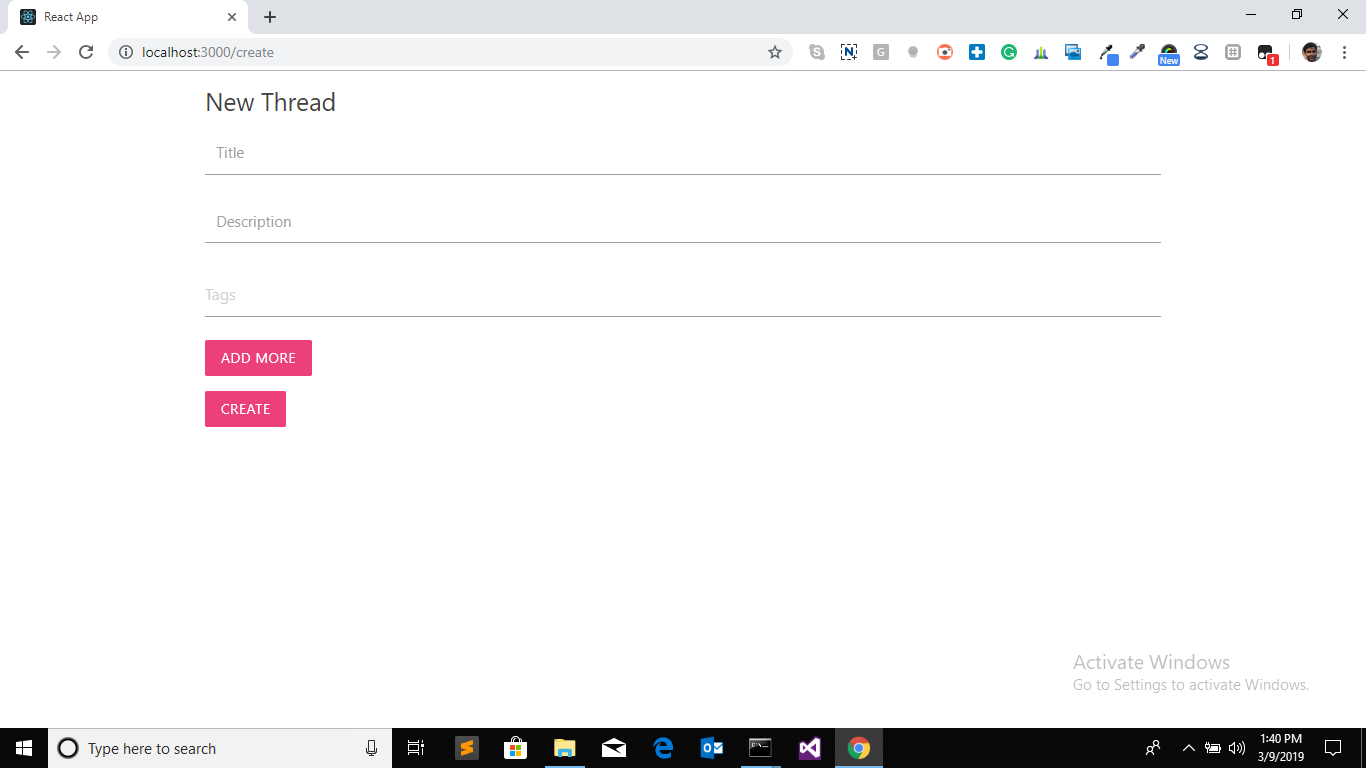 React App
localhost:3000/create
N
G
G
New
1
New Thread
Title
Description
Tags
ADD MORE
CREATE
Activate Windows
Go to Settings to activate Windows.
Type here to search
1:40 PM
3/9/2019